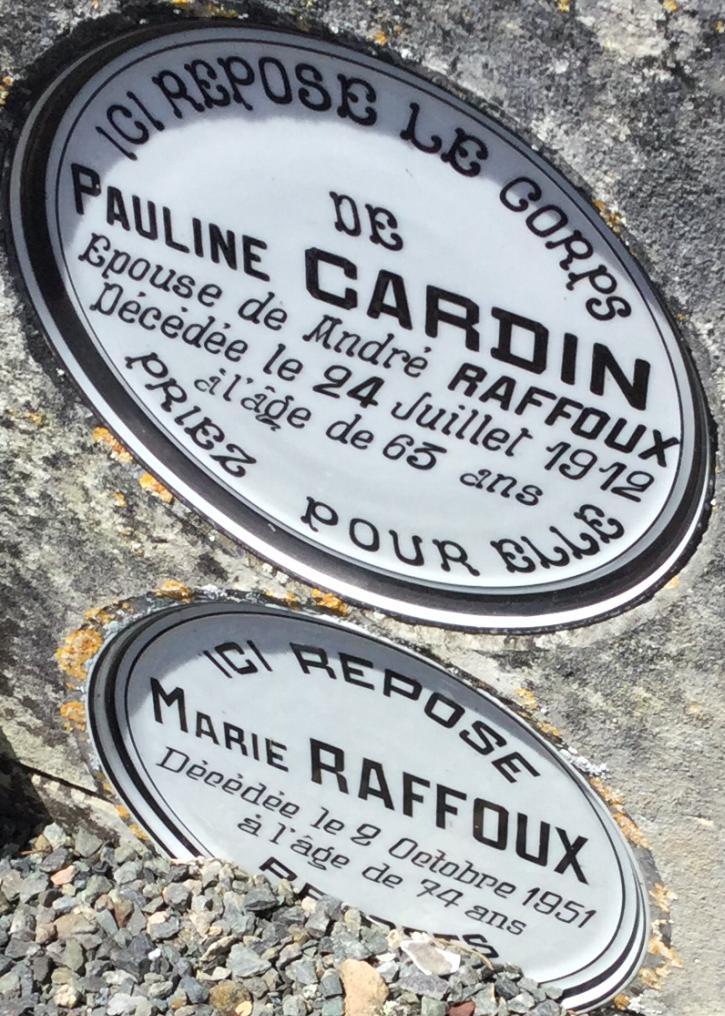 ICI REPOSE LE CORPS
DE
PAULINE CARDIN
Epouse de André RAFFOUX
Décédée le 24 Juillet 1912
à l'âge de 63 ans
PRIEZ POUR ELLE
ICI REPOSE
MARIE RAFFOUX
Décédée le 2 Octobre 1951
à l'âge de 74 ans